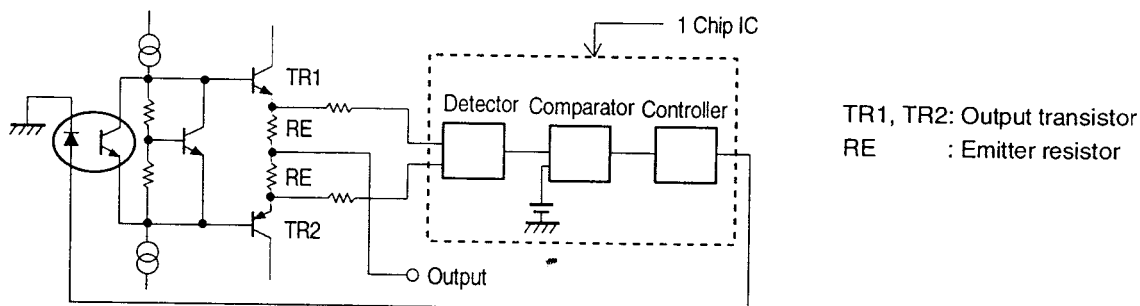 1 Chip IC
TR1
Detector Comparator Controller
RE
RE
TR2
Output
TR1, TR2: Output transistor
RE : Emitter resistor